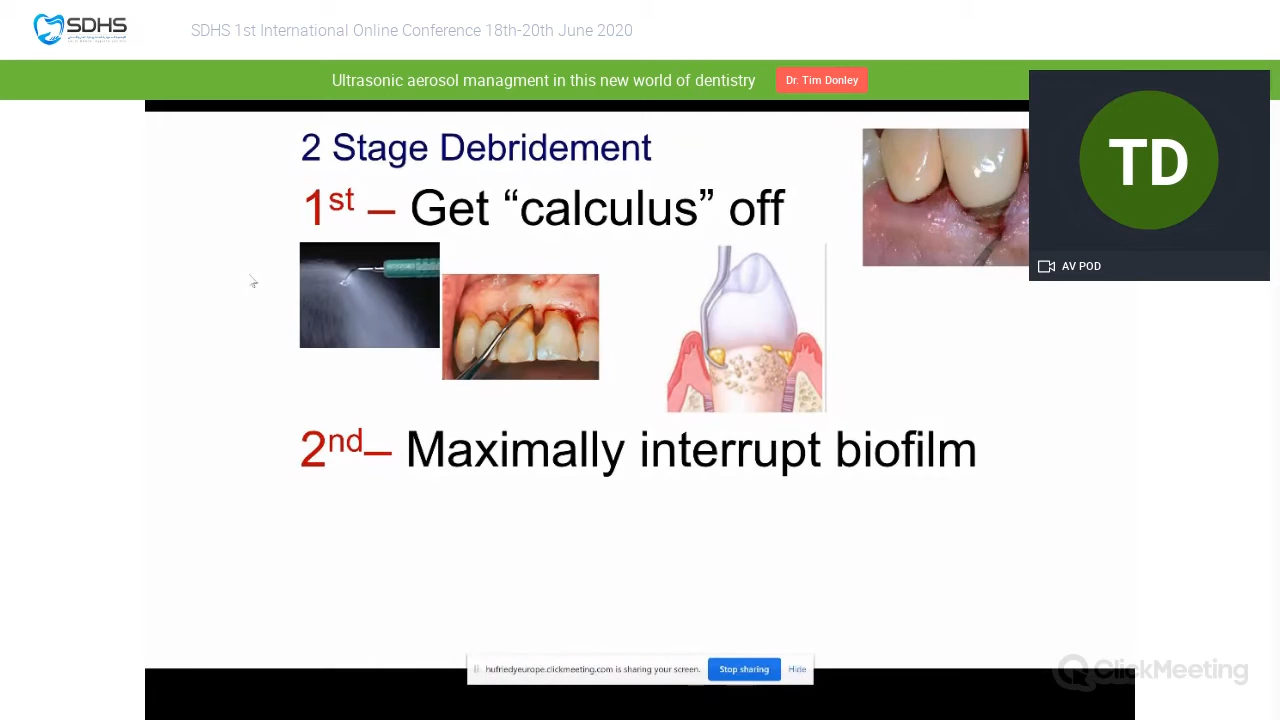 SDHS
SDHS 1st International Online Conference 18th-20th June 2020
Ultrasonic aerosol managment in this new world of dentistry
Dr. Tim Donley
TD
AV POD
2 Stage Debridement
1st – Get “calculus” off
2nd– Maximally interrupt biofilm
hufriedyeurope.clickmeeting.com is sharing your screen.
Stop sharing
Hide
ClickMeeting